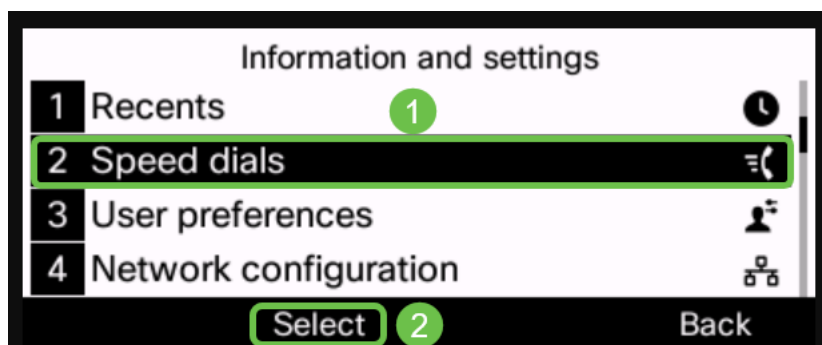 Information and settings
1 Recents 1
2 Speed dials
3 User preferences
4 Network configuration
Select 2 Back